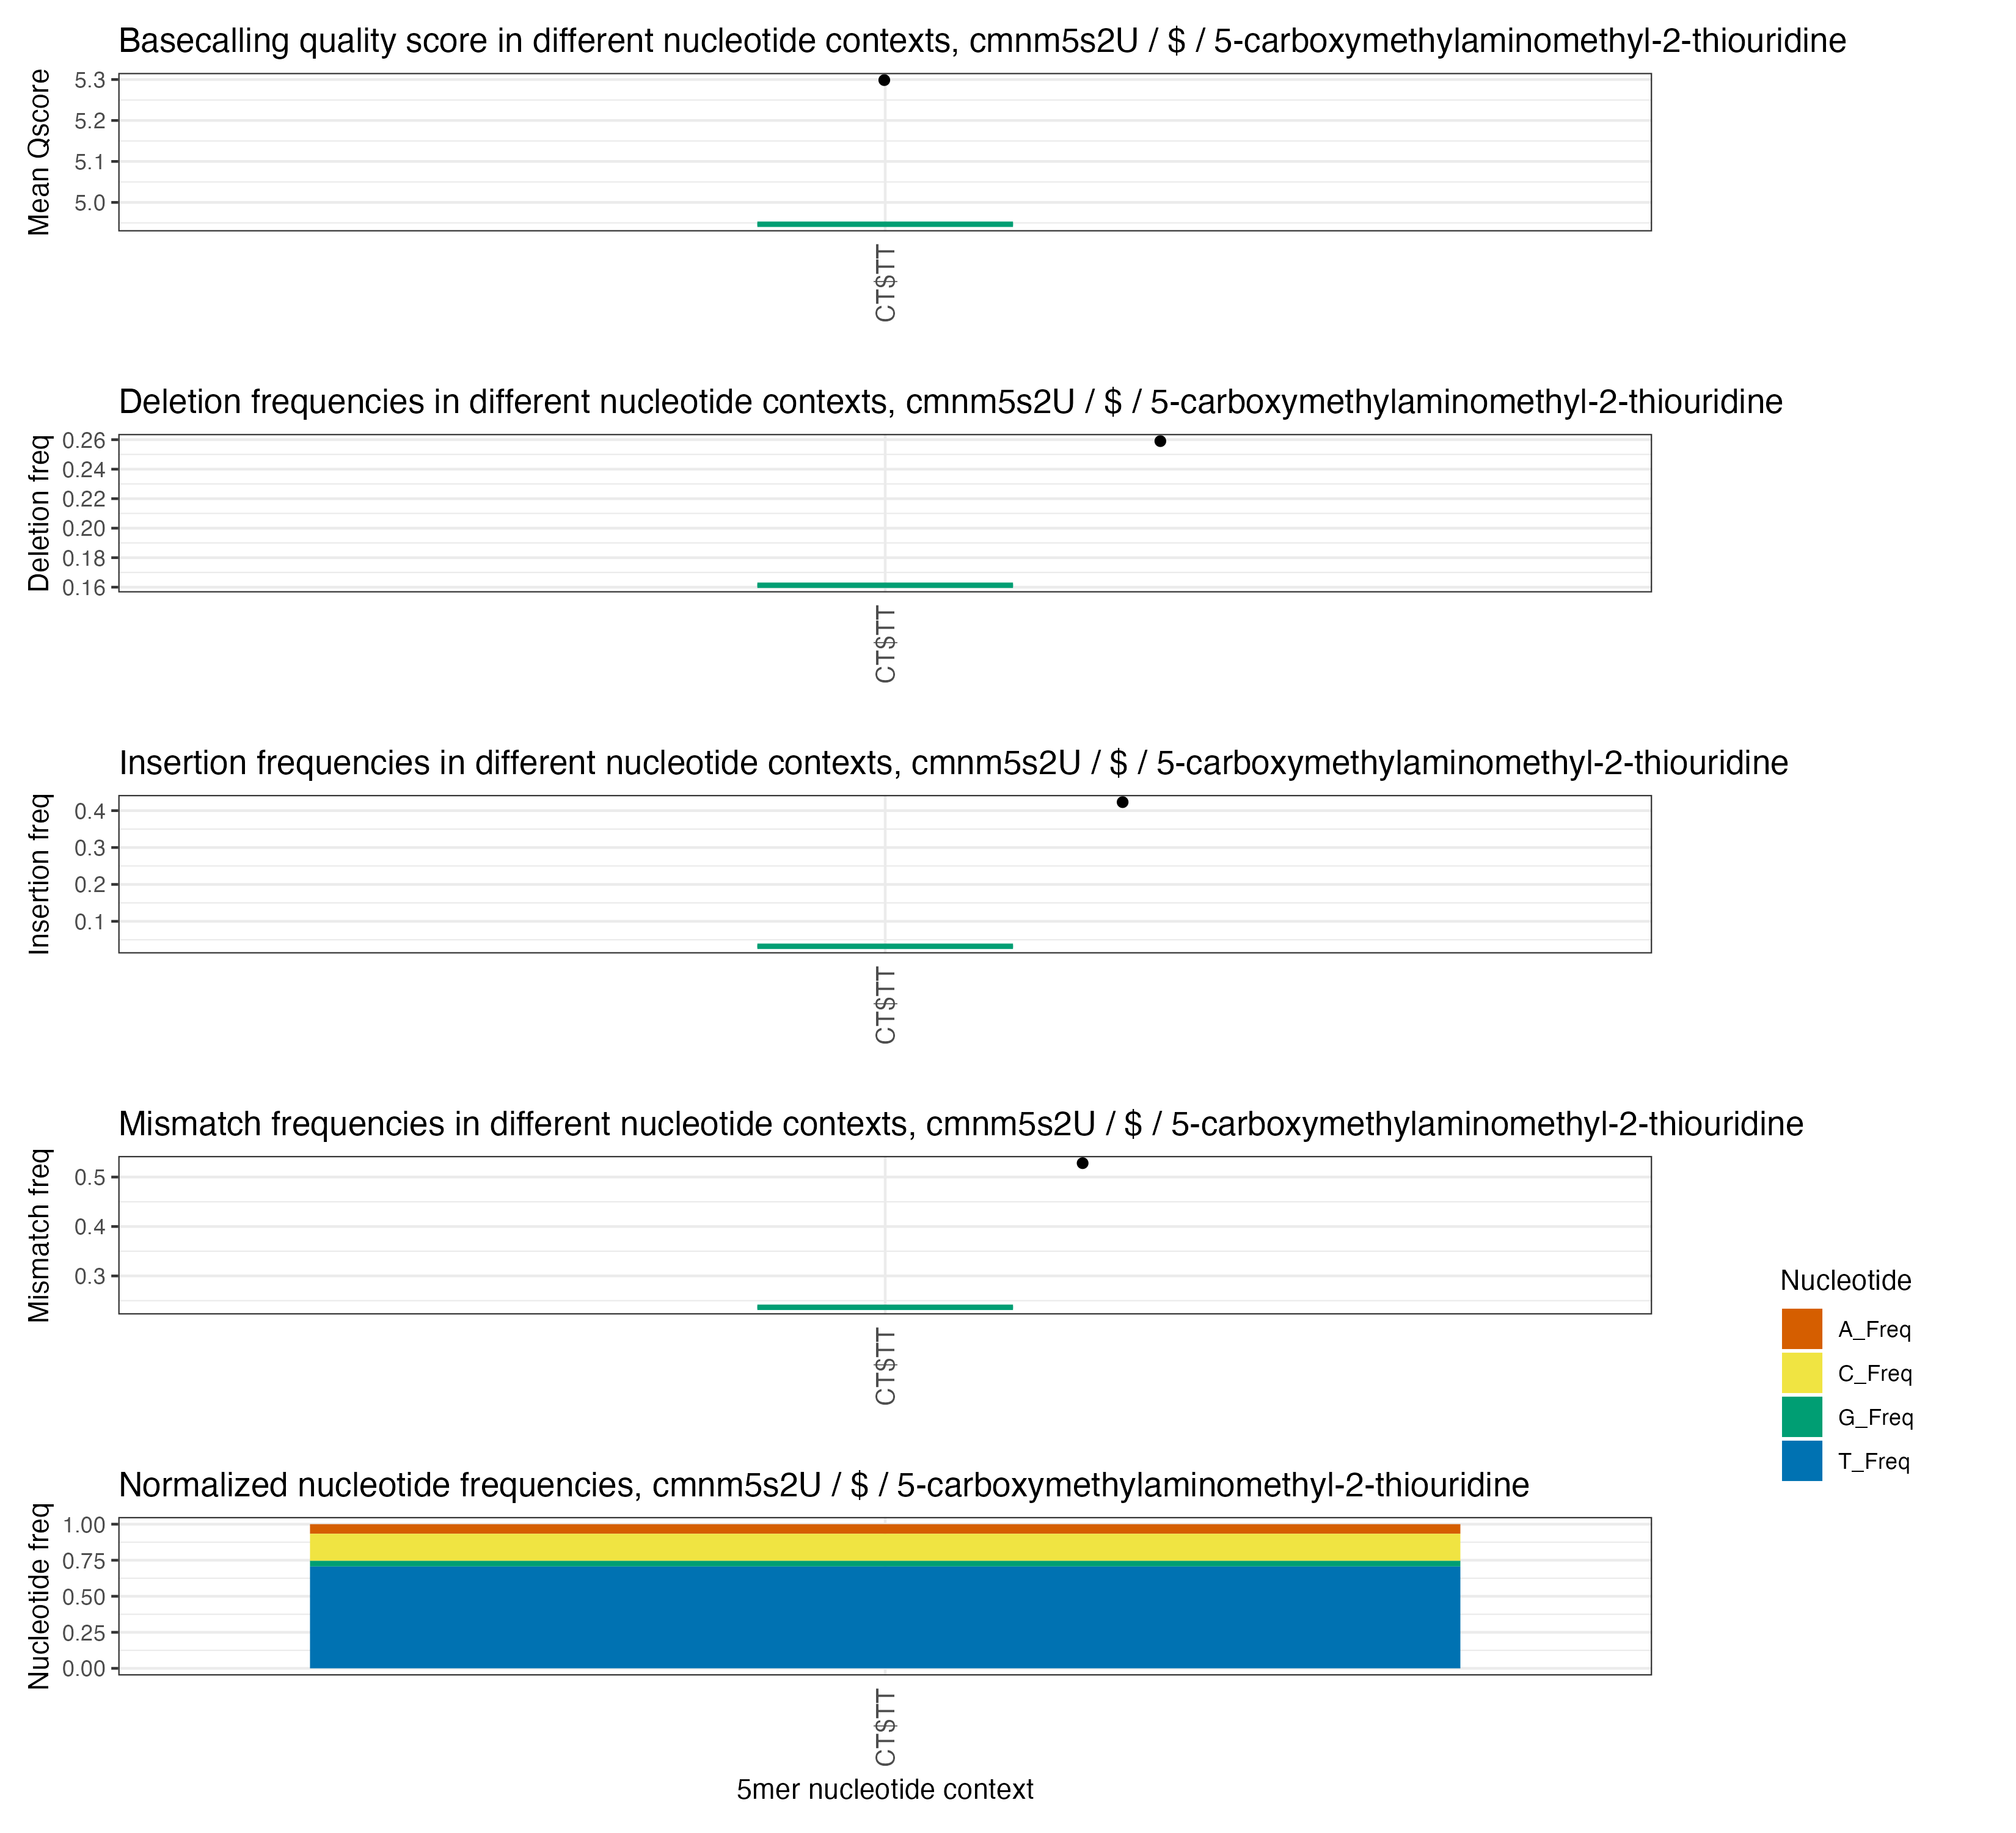 Basecalling quality score in different nucleotide contexts, cmnm5s2U / $ / 5-carboxymethylaminomethyl-2-thiouridine
Mean Qscore
5.3
5.2
5.1
5.0
CT$TT
Deletion frequencies in different nucleotide contexts, cmnm5s2U / $ / 5-carboxymethylaminomethyl-2-thiouridine
Deletion freq
0.26
0.24
0.22
0.20
0.18
0.16
CT$TT
Insertion frequencies in different nucleotide contexts, cmnm5s2U / $ / 5-carboxymethylaminomethyl-2-thiouridine
Insertion freq
0.4
0.3
0.2
0.1
CT$TT
Mismatch frequencies in different nucleotide contexts, cmnm5s2U / $ / 5-carboxymethylaminomethyl-2-thiouridine
Mismatch freq
0.5
0.4
0.3
CT$TT
Nucleotide
A_Freq
C_Freq
G_Freq
T_Freq
Normalized nucleotide frequencies, cmnm5s2U / $ / 5-carboxymethylaminomethyl-2-thiouridine
Nucleotide freq
1.00
0.75
0.50
0.25
0.00
CT$TT
5mer nucleotide context